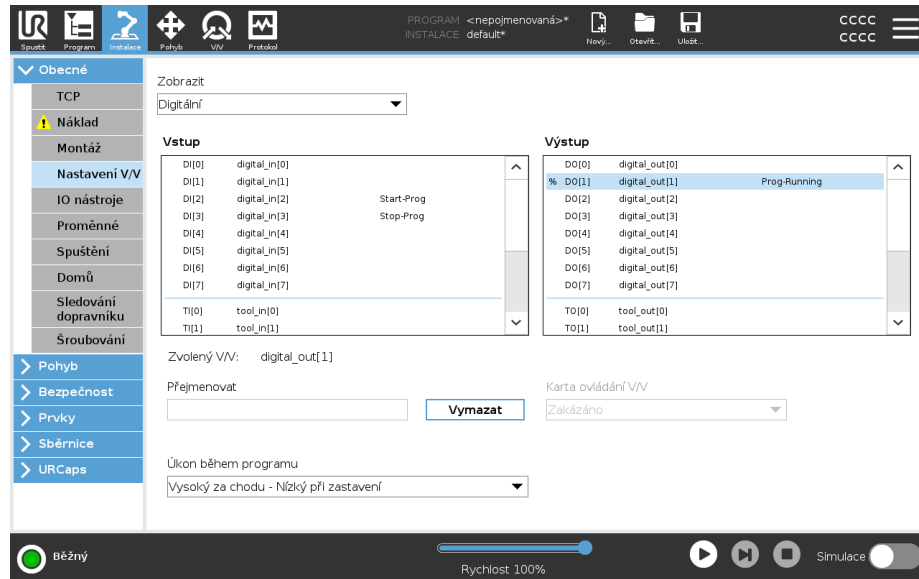 PROGRAM <nepojmenovaná>*
INSTALACE default*
UR
Spustit
Program
Instalace
Pohyb
V/V
Protokol
Nový...
Otevřít...
Uložit...
CCCC
CCCC
Obecné
TCP
Náklad
Montáž
Nastavení V/V
IO nástroje
Proměnné
Spuštění
Domů
Sledování
dopravníku
Šroubování
Pohyb
Bezpečnost
Prvky
Sběrnice
URCaps
Zobrazit
Digitální
Vstup
DI[0] digital_in[0]
DI[1] digital_in[1]
DI[2] digital_in[2] Start-Prog
DI[3] digital_in[3] Stop-Prog
DI[4] digital_in[4]
DI[5] digital_in[5]
DI[6] digital_in[6]
DI[7] digital_in[7]
TI[0] tool_in[0]
TI[1] tool_in[1]
Výstup
DO[0] digital_out[0]
% DO[1] digital_out[1] Prog-Running
DO[2] digital_out[2]
DO[3] digital_out[3]
DO[4] digital_out[4]
DO[5] digital_out[5]
DO[6] digital_out[6]
DO[7] digital_out[7]
TO[0] tool_out[0]
TO[1] tool_out[1]
Zvolený V/V: digital_out[1]
Přejmenovat
Vymazat
Karta ovládání V/V
Zakázáno
Úkon během programu
Vysoký za chodu - Nízký při zastavení
Běžný
Rychlost 100%
Simulace